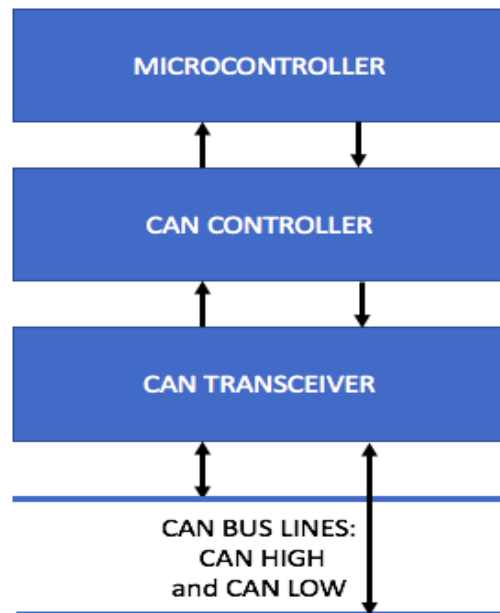 MICROCONTROLLER
CAN CONTROLLER
CAN TRANSCEIVER
CAN BUS LINES:
CAN HIGH
and CAN LOW